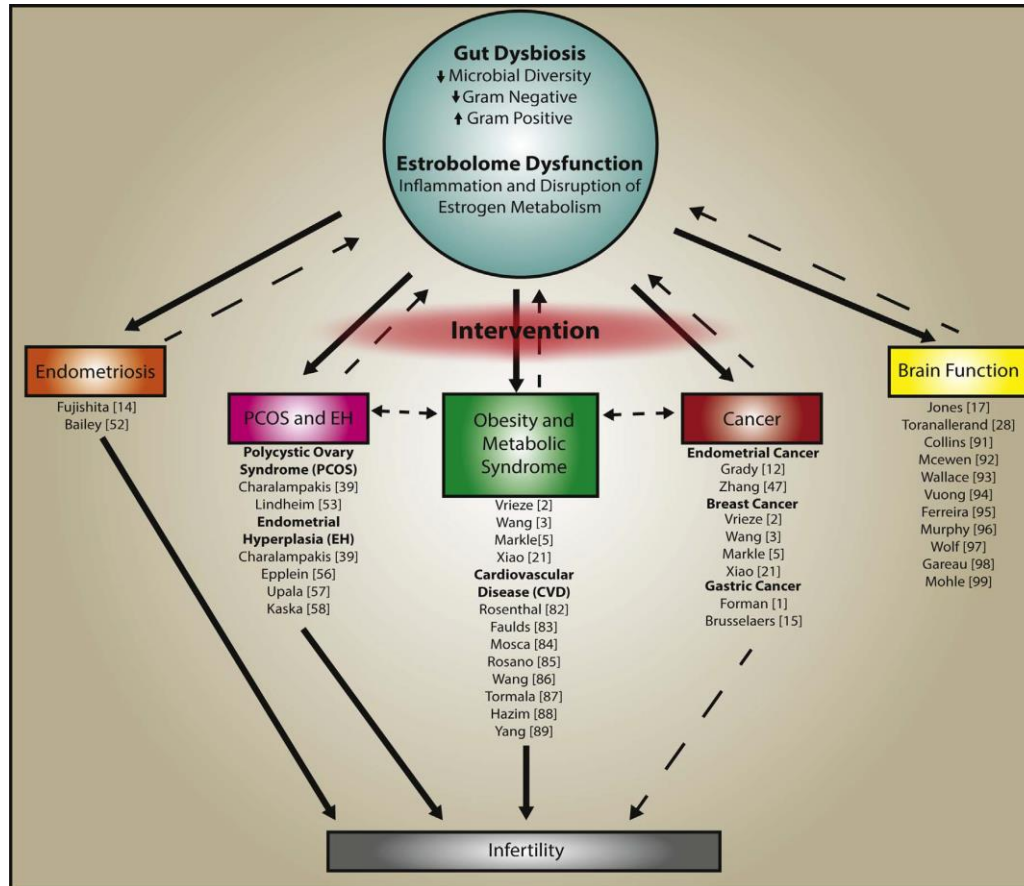 Gut Dysbiosis
↓ Microbial Diversity
↓ Gram Negative
↑ Gram Positive
Estrobolome Dysfunction
Inflammation and Disruption of
Estrogen Metabolism
Intervention
Endometriosis
Fujishita [14]
Bailey [52]
PCOS and EH
Polycystic Ovary
Syndrome (PCOS)
Charalampakis [39]
Lindheim [53]
Endometrial
Hyperplasia (EH)
Charalampakis [39]
Epplein [56]
Upala [57]
Kaska [58]
Obesity and
Metabolic
Syndrome
Vrieze [2]
Wang [3]
Markle[5]
Xiao [21]
Cardiovascular
Disease (CVD)
Rosenthal [82]
Faulds [83]
Mosca [84]
Rosano [85]
Wang [86]
Tormala [87]
Hazim [88]
Yang [89]
Cancer
Endometrial Cancer
Grady [12]
Zhang [47]
Breast Cancer
Vrieze [2]
Wang [3]
Markle [5]
Xiao [21]
Gastric Cancer
Forman [1]
Brusselaers [15]
Brain Function
Jones [17]
Toranallerand [28]
Collins [91]
Mcewen [92]
Wallace [93]
Vuong [94]
Ferreira [95]
Murphy [96]
Wolf [97]
Gareau [98]
Mohle [99]
Infertility